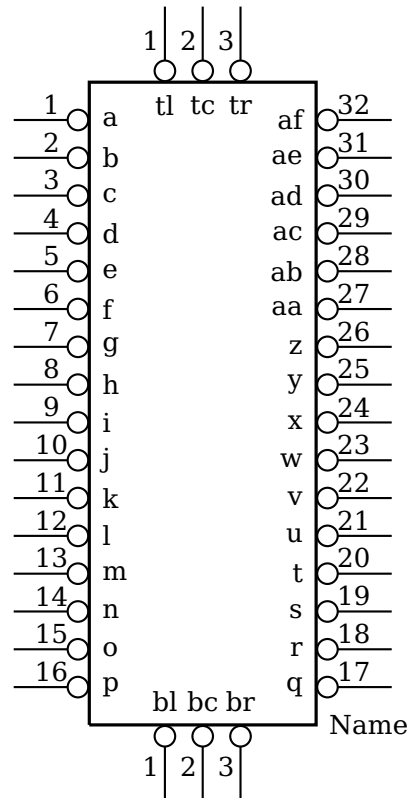 1 2 3
tl tc tr
1 a af 32
2 b ae 31
3 c ad 30
4 d ac 29
5 e ab 28
6 f aa 27
7 g z 26
8 h y 25
9 i x 24
10 j w 23
11 k v 22
12 l u 21
13 m t 20
14 n s 19
15 o r 18
16 p q 17
bl bc br
Name
1 2 3